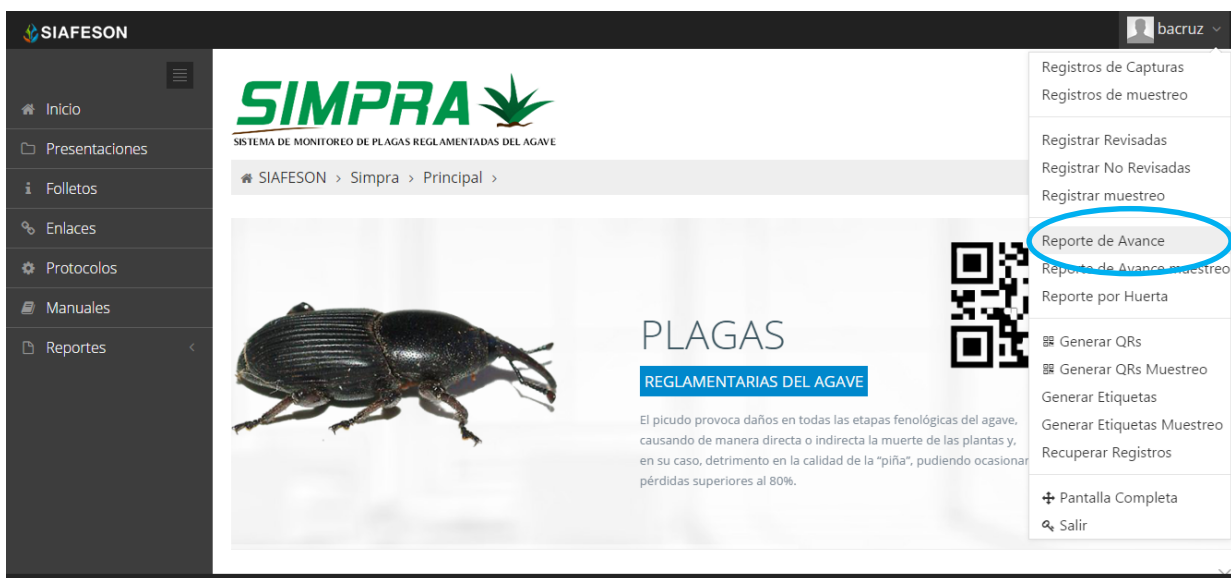 SIAFESON
bacruz
Inicio
Presentaciones
Folletos
Enlaces
Protocolos
Manuales
Reportes
SIMPRA
SISTEMA DE MONITOREO DE PLAGAS REGLAMENTADAS DEL AGAVE
SIAFESON > Simpra > Principal >
PLAGAS
REGLAMENTARIAS DEL AGAVE
El picudo provoca daños en todas las etapas fenológicas del agave,
causando de manera directa o indirecta la muerte de las plantas y,
en su caso, detrimento en la calidad de la "piña", pudiendo ocasionar
pérdidas superiores al 80%.
Registros de Capturas
Registros de muestreo
Registrar Revisadas
Registrar No Revisadas
Registrar muestreo
Reporte de Avance
Reporte de Avance muestreo
Reporte por Huerta
Generar QRs
Generar QRs Muestreo
Generar Etiquetas
Generar Etiquetas Muestreo
Recuperar Registros
Pantalla Completa
Salir